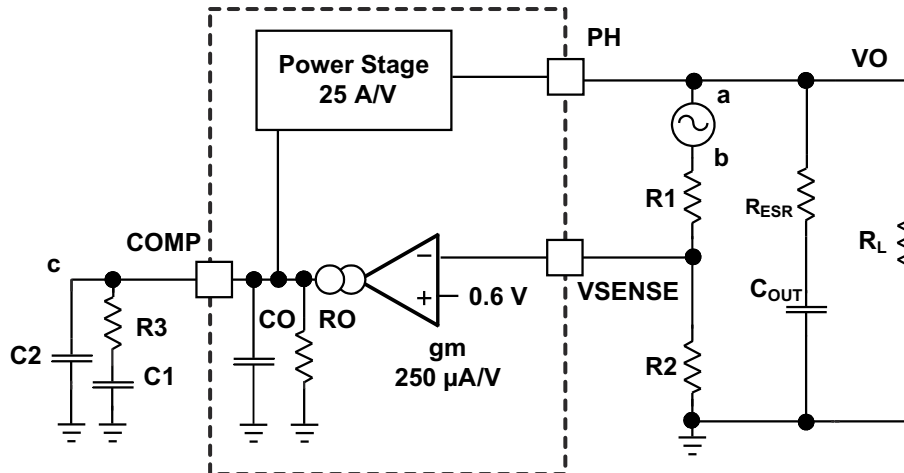 PH
VO
Power Stage
25 A/V
a
b
R1
RESR
RL
COMP
c
VSENSE
−
+
0.6 V
COUT
R3
CO
RO
C2
C1
gm
250 µA/V
R2